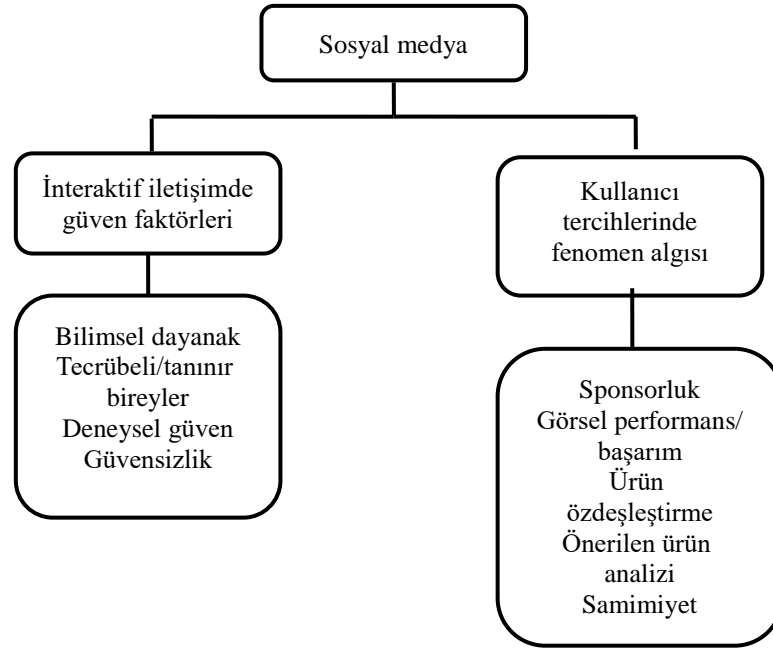 Sosyal medya
İnteraktif iletişimde
güven faktörleri
Bilimsel dayanak
Tecrübeli/tanınır
bireyler
Deneysel güven
Güvensizlik
Kullanıcı
tercihlerinde
fenomen algısı
Sponsorluk
Görsel performans/
başarım
Ürün
özdeşleştirme
Önerilen ürün
analizi
Samimiyet